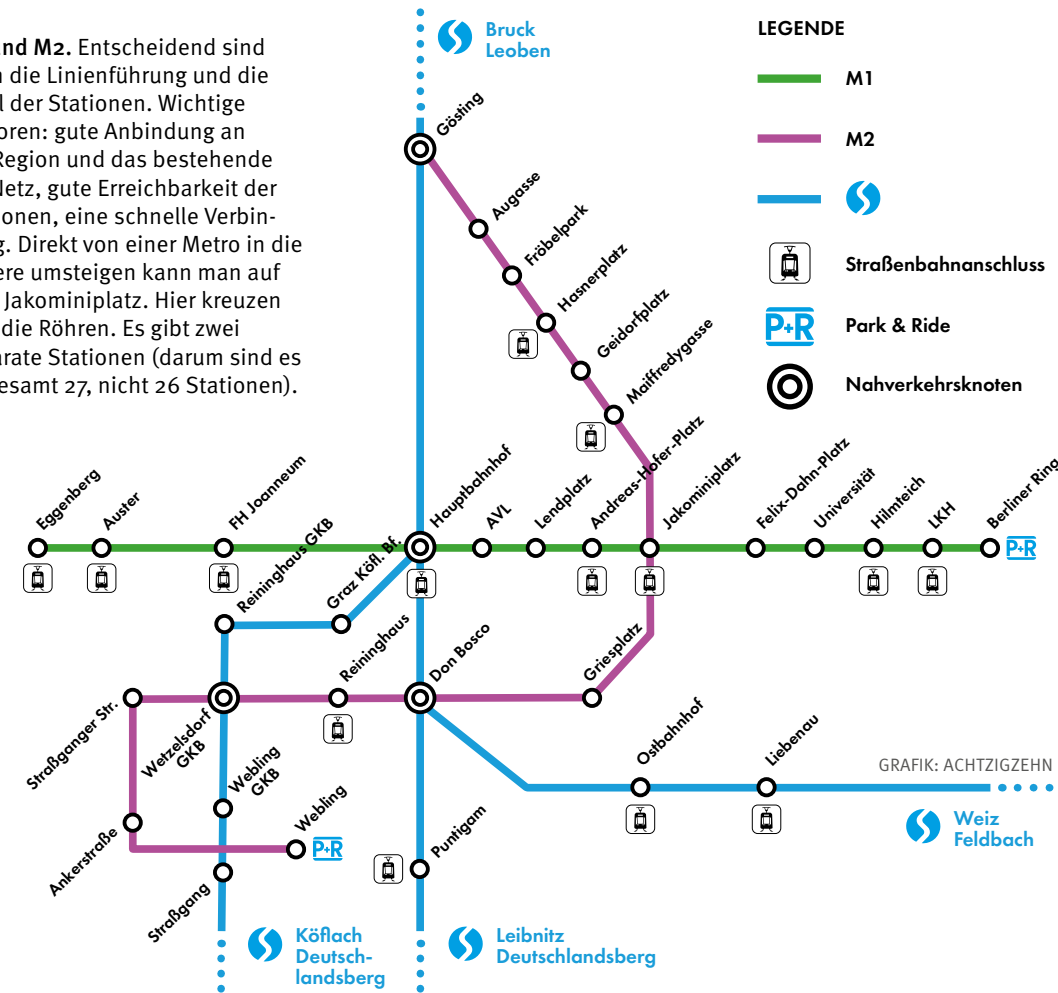 und M2. Entscheidend sind
die Linienführung und die
der Stationen. Wichtige
gute Anbindung an
Region und das bestehende
Netz, gute Erreichbarkeit der
eine schnelle Verbin-
Direkt von einer Metro in die
umsteigen kann man auf
Jakominiplatz. Hier kreuzen
die Röhren. Es gibt zwei
Stationen (darum sind es
27, nicht 26 Stationen).
Bruck
Leoben
LEGENDE
M1
M2
S
Straßenbahnanschluss
P+R
Park & Ride
Nahverkehrsknoten
Gösting
Augasse
Fröbelpark
Hasnerplatz
Geidorfplatz
Maiffredygasse
Eggenberg
Auster
FH Joanneum
Hauptbahnhof
AVL
Lendplatz
Andreas-Hofer-Platz
Jakominiplatz
Felix-Dahn-Platz
Universität
Hilmteich
LKH
Berliner Ring
P+R
Reininghaus GKB
Graz Köfl. Bf.
Reininghaus
Don Bosco
Griesplatz
Straßganger Str.
Wetzelsdorf
GKB
Webling
GKB
Webling
P+R
Ankerstraße
Straßgang
Puntigam
Ostbahnhof
Liebenau
GRAFIK: ACHTZIGZEHN
Weiz
Feldbach
Köflach
Deutsch-
landsberg
Leibnitz
Deutschlandsberg